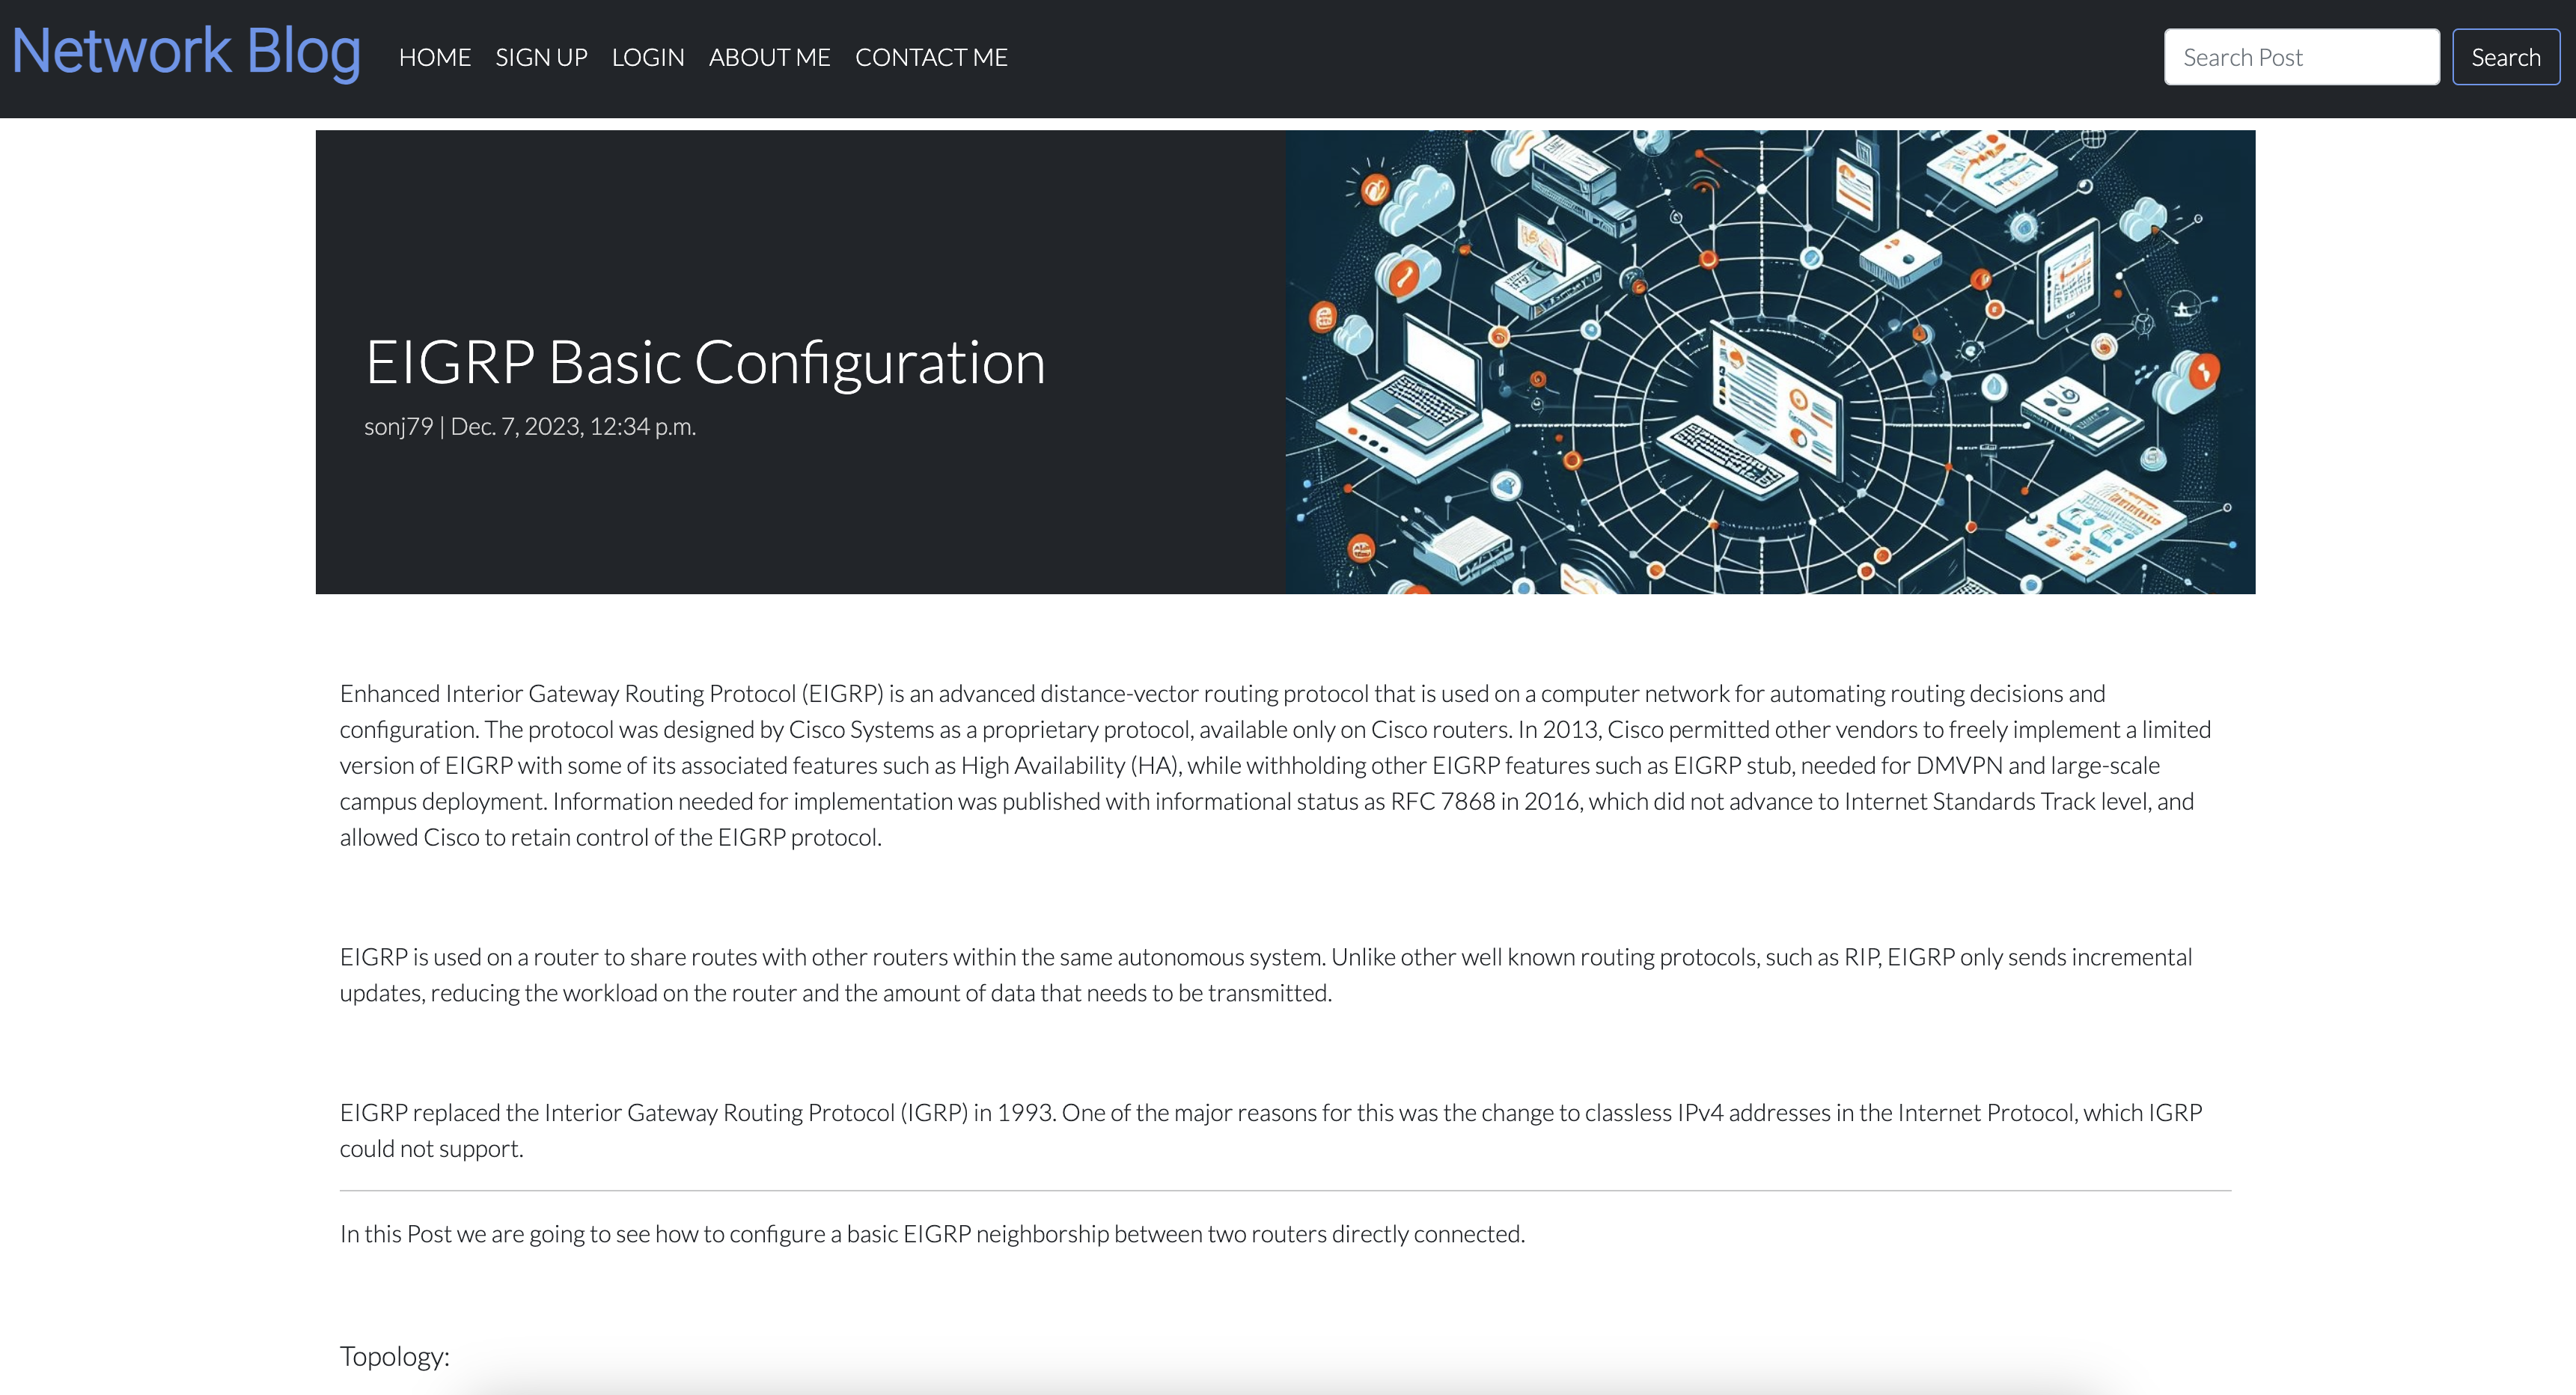 Network Blog
HOME SIGN UP LOGIN ABOUT ME CONTACT ME
Search Post
Search
EIGRP Basic Configuration
sonj79 | Dec. 7, 2023, 12:34 p.m.
Enhanced Interior Gateway Routing Protocol (EIGRP) is an advanced distance-vector routing protocol that is used on a computer network for automating routing decisions and
configuration. The protocol was designed by Cisco Systems as a proprietary protocol, available only on Cisco routers. In 2013, Cisco permitted other vendors to freely implement a limited
version of EIGRP with some of its associated features such as High Availability (HA), while withholding other EIGRP features such as EIGRP stub, needed for DMVPN and large-scale
campus deployment. Information needed for implementation was published with informational status as RFC 7868 in 2016, which did not advance to Internet Standards Track level, and
allowed Cisco to retain control of the EIGRP protocol.
EIGRP is used on a router to share routes with other routers within the same autonomous system. Unlike other well known routing protocols, such as RIP, EIGRP only sends incremental
updates, reducing the workload on the router and the amount of data that needs to be transmitted.
EIGRP replaced the Interior Gateway Routing Protocol (IGRP) in 1993. One of the major reasons for this was the change to classless IPv4 addresses in the Internet Protocol, which IGRP
could not support.
In this Post we are going to see how to configure a basic EIGRP neighborship between two routers directly connected.
Topology: